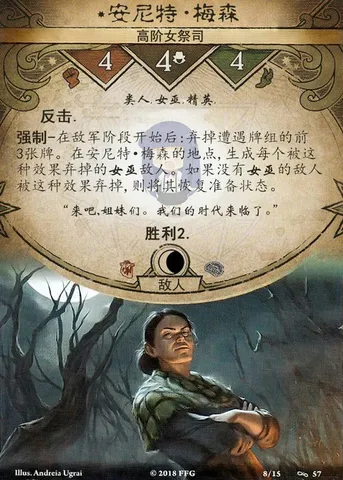 安尼特·梅森
高阶女祭司
4 4 4
类人.女巫.精英.
反击.
强制–在敌军阶段开始后:弃掉遭遇牌组的前
3张牌。在安尼特·梅森的地点,生成每个被这
种效果弃掉的女巫敌人。如果没有女巫的敌人
被这种效果弃掉,则将其恢复准备状态。
“来吧,姐妹们。我们的时代来临了。”
胜利2.
敌人
Illus. Andreia Ugrai © 2018 FFG 8/15 57